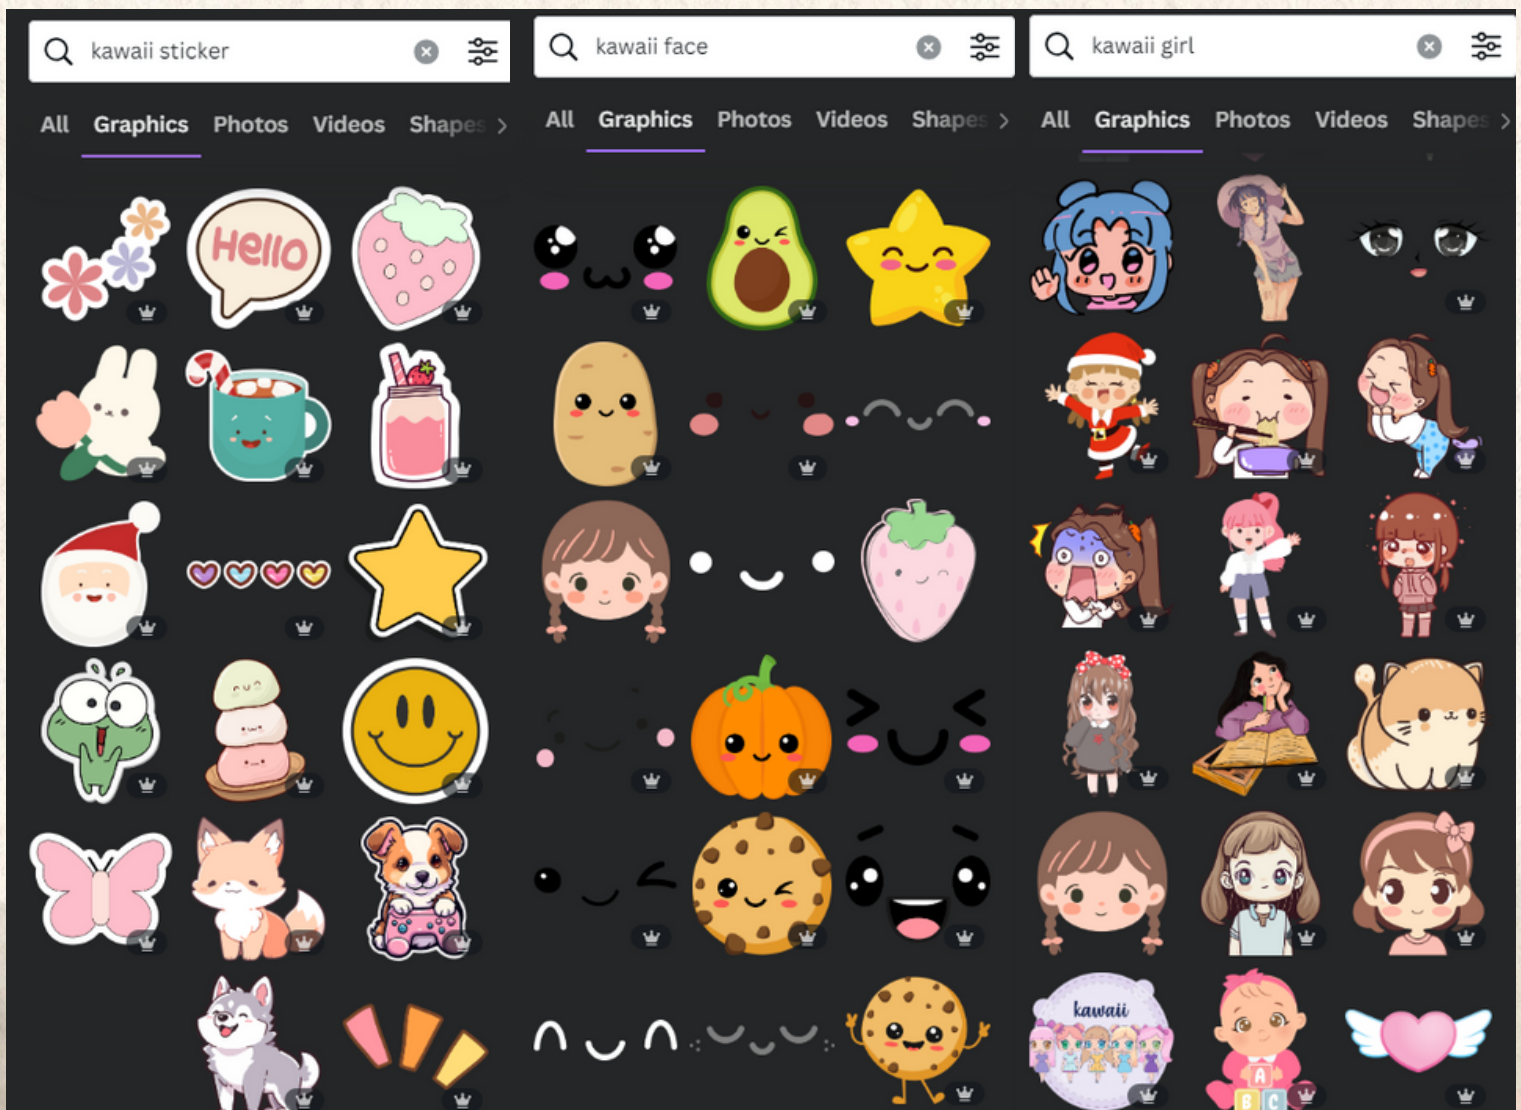 kawaii sticker
All Graphics Photos Videos Shapes
Hello
kawaii face
All Graphics Photos Videos Shapes
kawaii girl
All Graphics Photos Videos Shapes
kawaii
A
B C